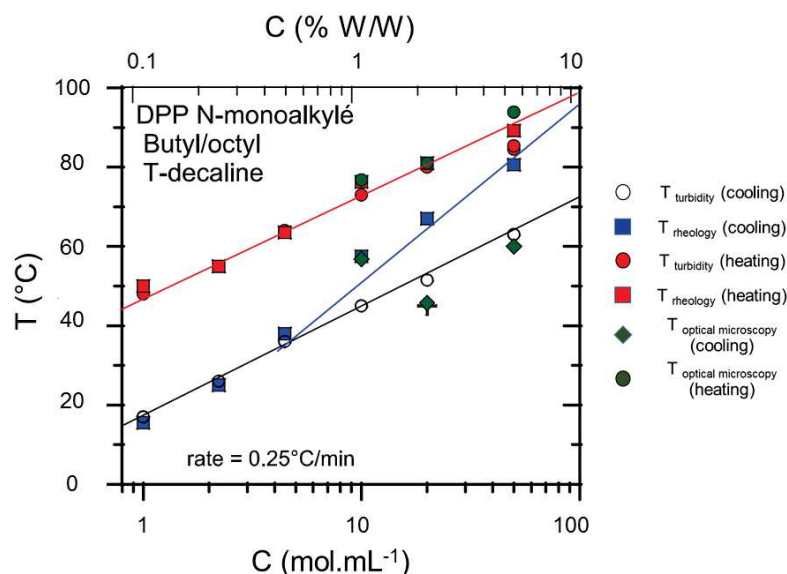 C (% W/W)
0.1 1 10
100
80
60
40
20
0
T (°C)
DPP N-monoalkylé
Butyl/octyl
T-decaline
rate = 0.25°C/min
1 10 100
C (mol.mL-1)
T turbidity (cooling)
T rheology (cooling)
T turbidity (heating)
T rheology (heating)
T optical microscopy
(cooling)
T optical microscopy
(heating)